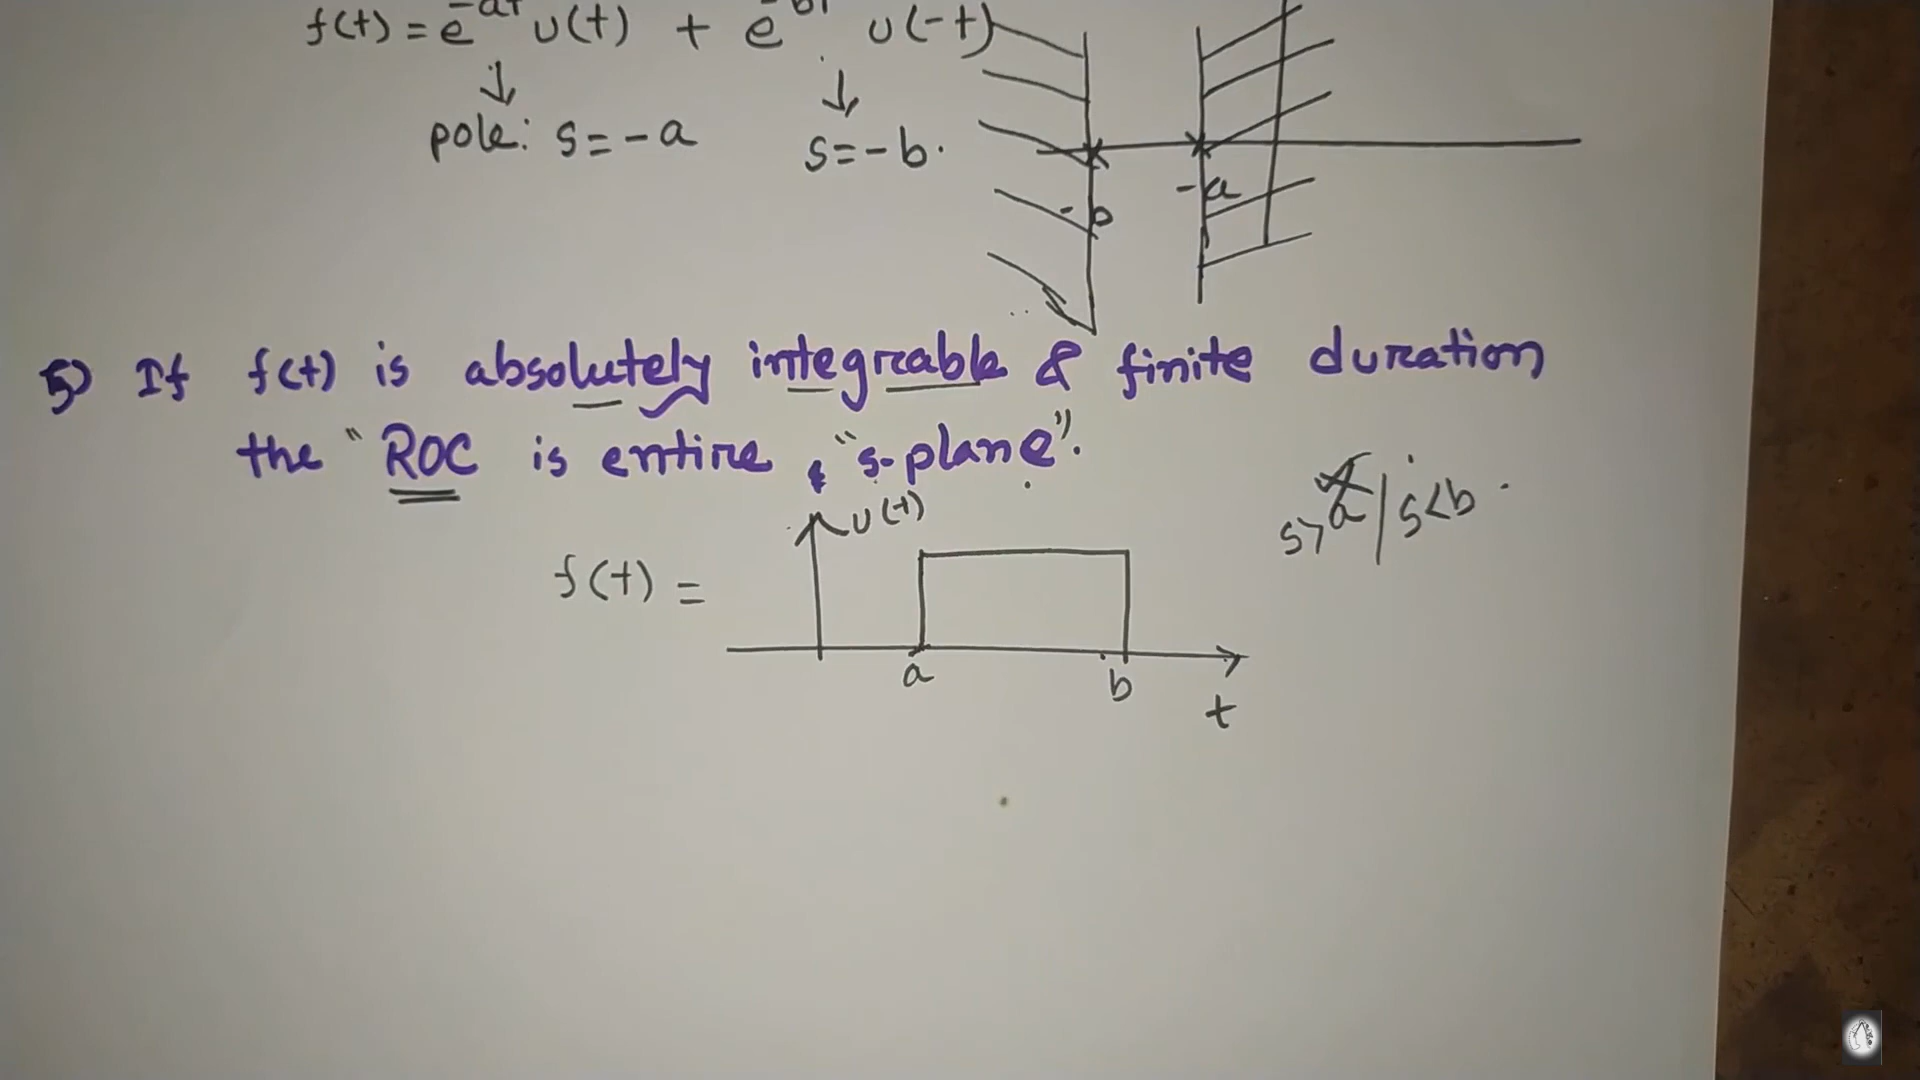 f(t) = e^-at u(t) + e^-bt u(-t)
pole: s=-a s=-b.
-b -a
5) If f(t) is absolutely integrable & finite duration
the "ROC is entire "s-plane".
s>a / s<b
u(t)
f(t) =
a b
t